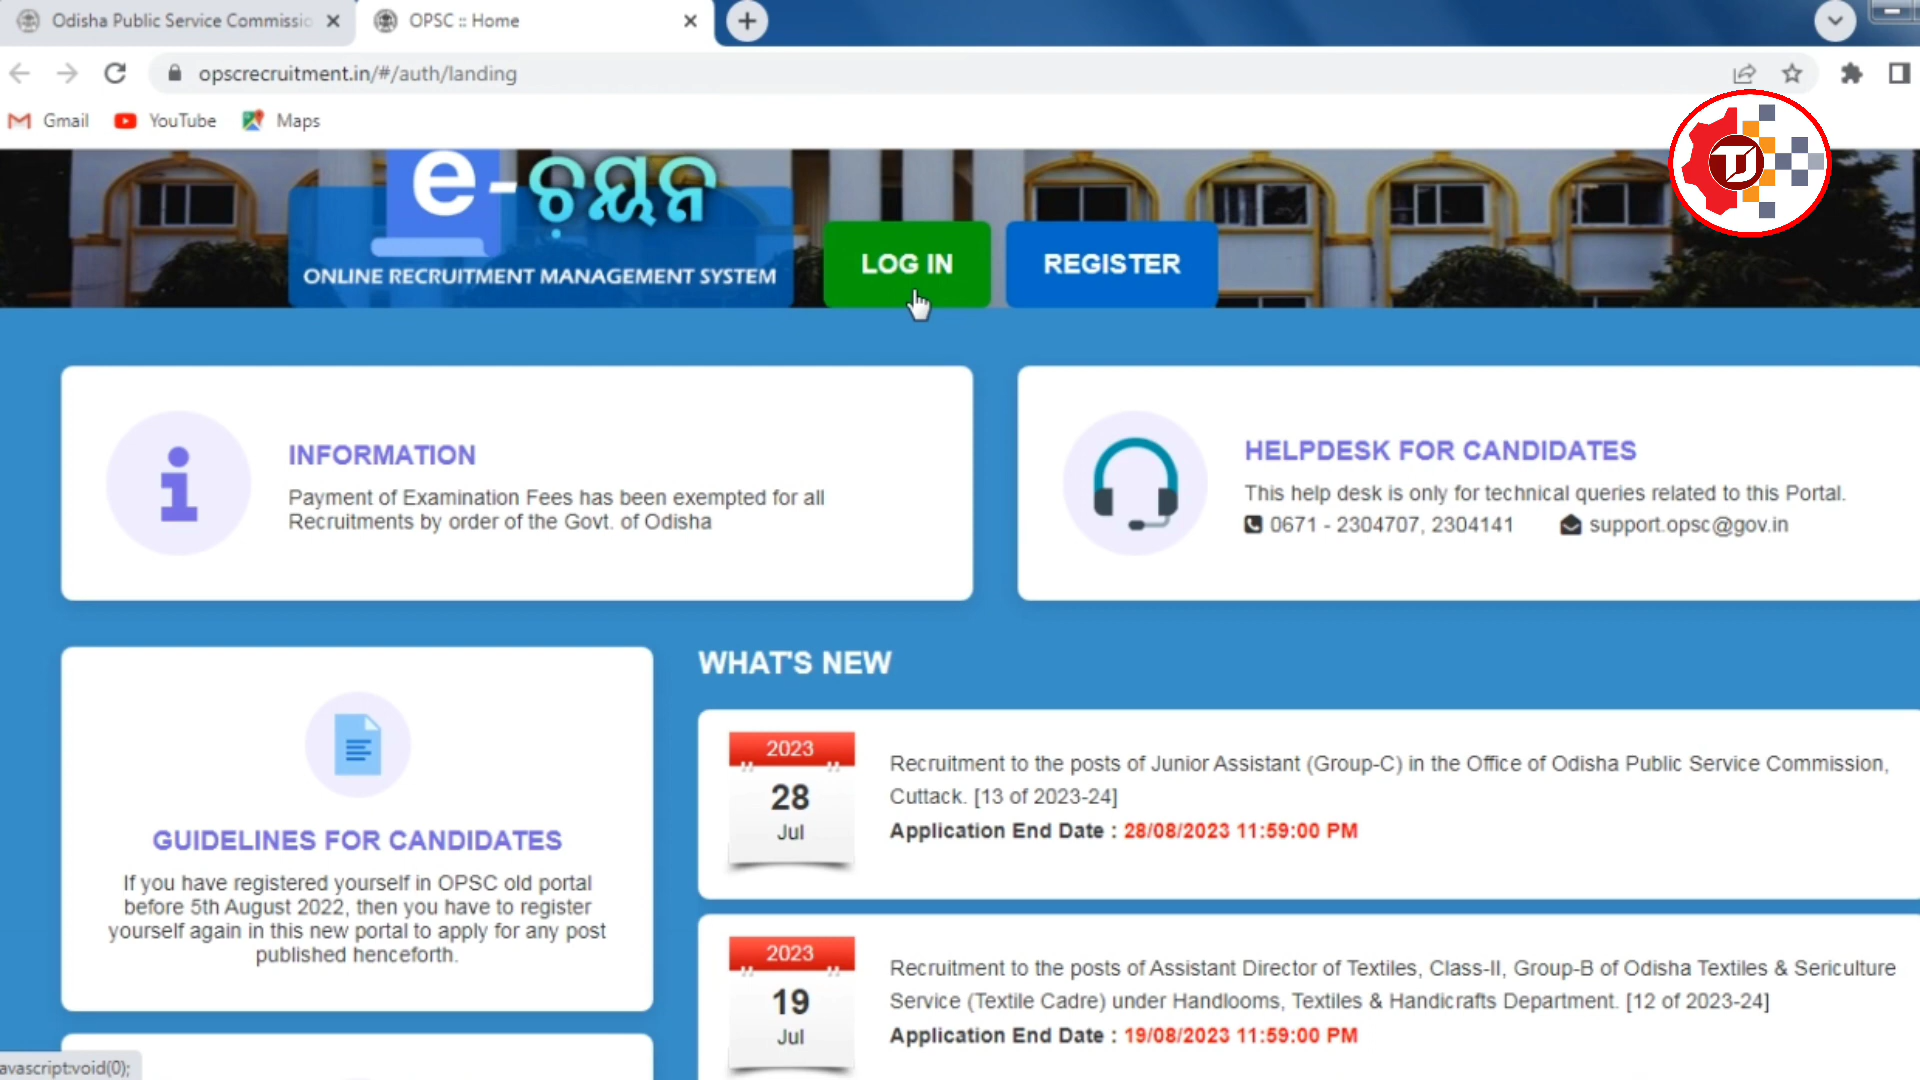 Odisha Public Service Commissio
OPSC :: Home
opscrecruitment.in/#/auth/landing
Gmail
YouTube
Maps
e-ଚୟନ
ONLINE RECRUITMENT MANAGEMENT SYSTEM
LOG IN
REGISTER
INFORMATION
Payment of Examination Fees has been exempted for all
Recruitments by order of the Govt. of Odisha
HELPDESK FOR CANDIDATES
This help desk is only for technical queries related to this Portal.
0671 - 2304707, 2304141
support.opsc@gov.in
GUIDELINES FOR CANDIDATES
If you have registered yourself in OPSC old portal
before 5th August 2022, then you have to register
yourself again in this new portal to apply for any post
published henceforth.
WHAT'S NEW
2023
28
Jul
Recruitment to the posts of Junior Assistant (Group-C) in the Office of Odisha Public Service Commission,
Cuttack. [13 of 2023-24]
Application End Date : 28/08/2023 11:59:00 PM
2023
19
Jul
Recruitment to the posts of Assistant Director of Textiles, Class-II, Group-B of Odisha Textiles & Sericulture
Service (Textile Cadre) under Handlooms, Textiles & Handicrafts Department. [12 of 2023-24]
Application End Date : 19/08/2023 11:59:00 PM
avascript:void(0);